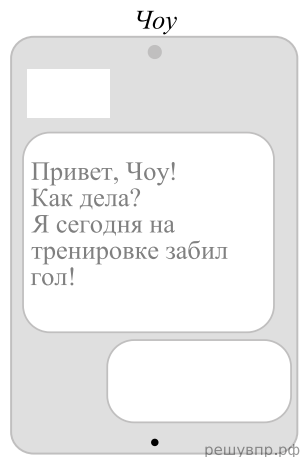 Чоу
Привет, Чоу!
Как дела?
Я сегодня на
тренировке забил
гол!
решувпр.рф